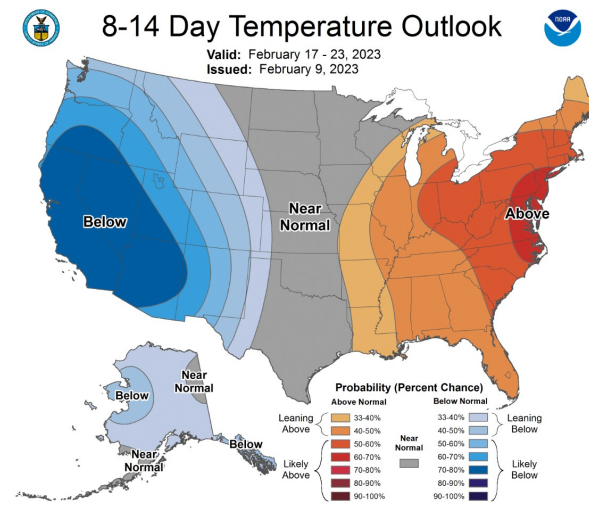 8-14 Day Temperature Outlook
Valid: February 17 - 23, 2023
Issued: February 9, 2023
NOAA
Below
Near
Normal
Above
Near
Normal
Below
Near
Normal
Below
Probability (Percent Chance)
Above Normal
Below Normal
Leaning
Above
33-40%
40-50%
Likely
Above
50-60%
60-70%
70-80%
80-90%
90-100%
Near
Normal
33-40%
40-50%
Leaning
Below
50-60%
60-70%
70-80%
80-90%
90-100%
Likely
Below